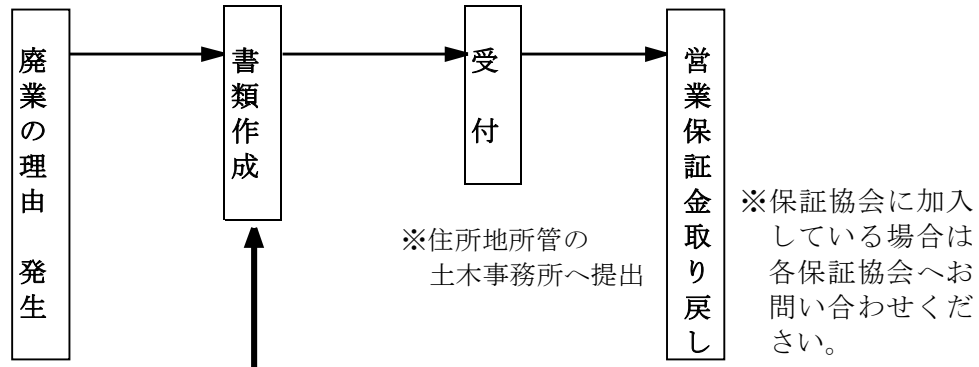 廃業の理由 発生
書類作成
受 付
営業保証金取り戻し
※住所地所管の
土木事務所へ提出
※保証協会に加入
している場合は
各保証協会へお
問い合わせくだ
さい。